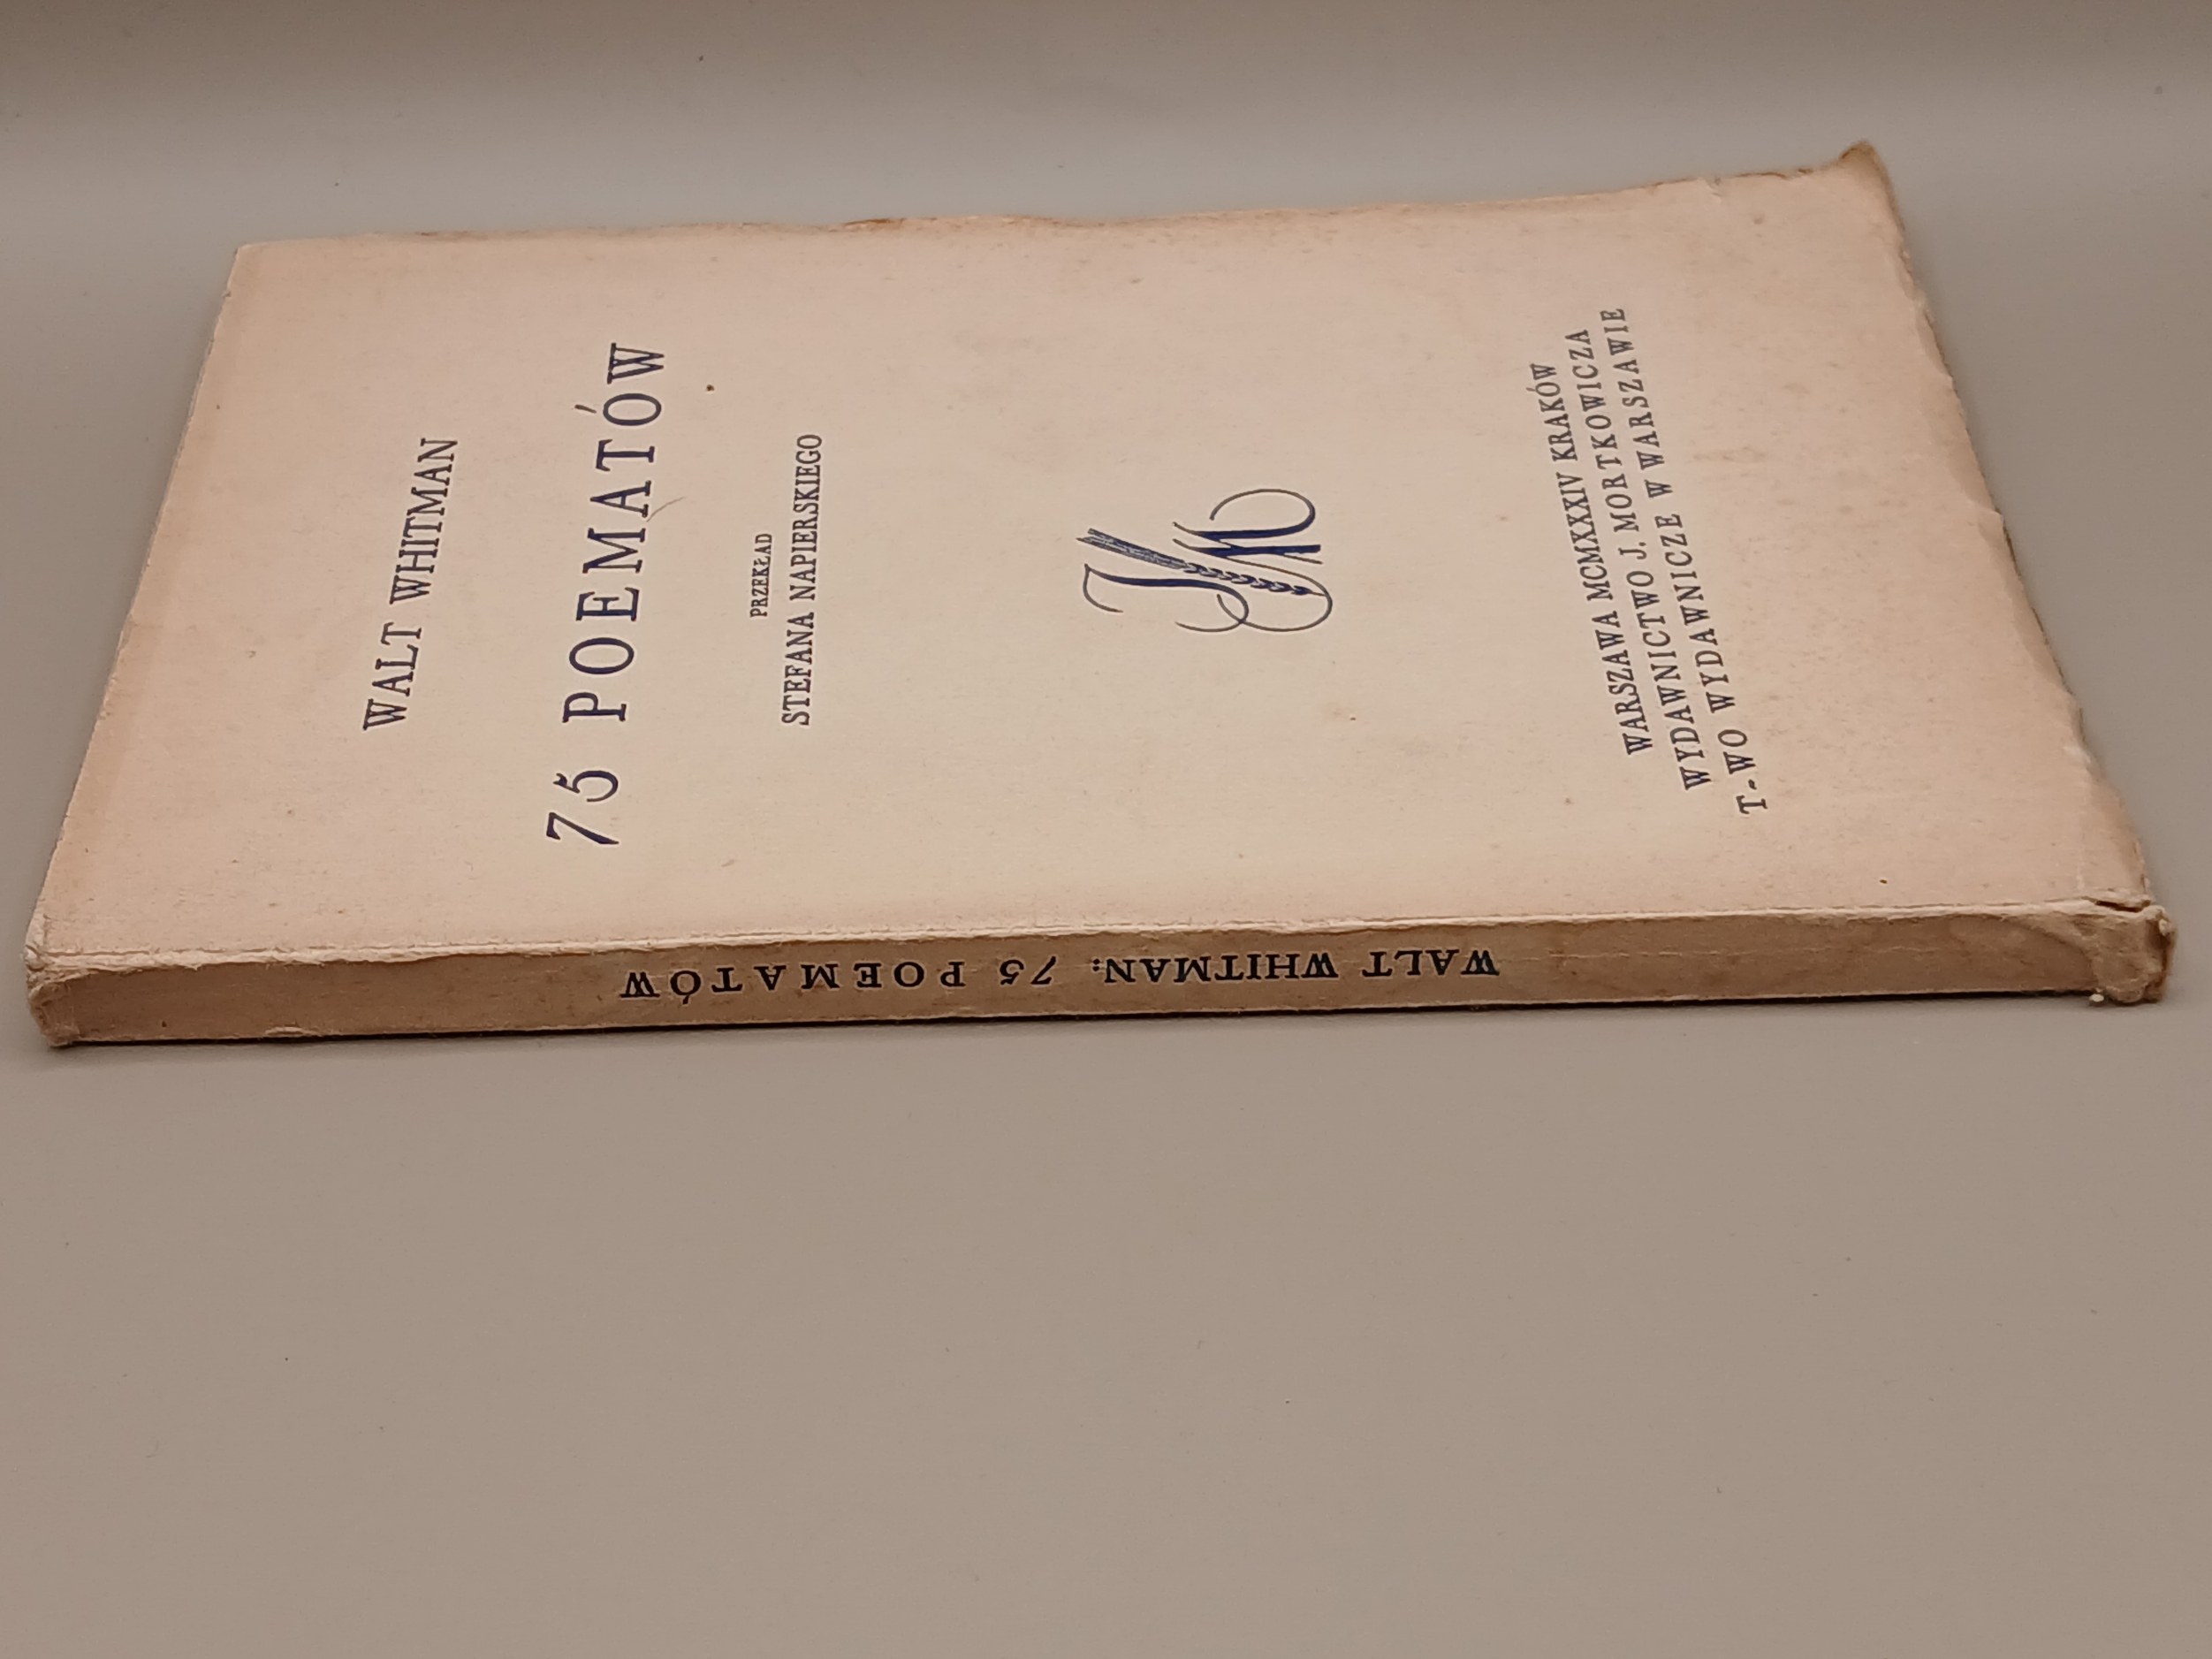 WALT WHITMAN
75 POEMATÓW
PRZEKŁAD
STEFANA NAPIERSKIEGO
JM
WARSZAWA MCMXXXIV KRAKÓW
WYDAWNICTWO J. MORTKOWICZA
T-WO WYDAWNICZE W WARSZAWIE
WALT WHITMAN: 75 POEMATÓW